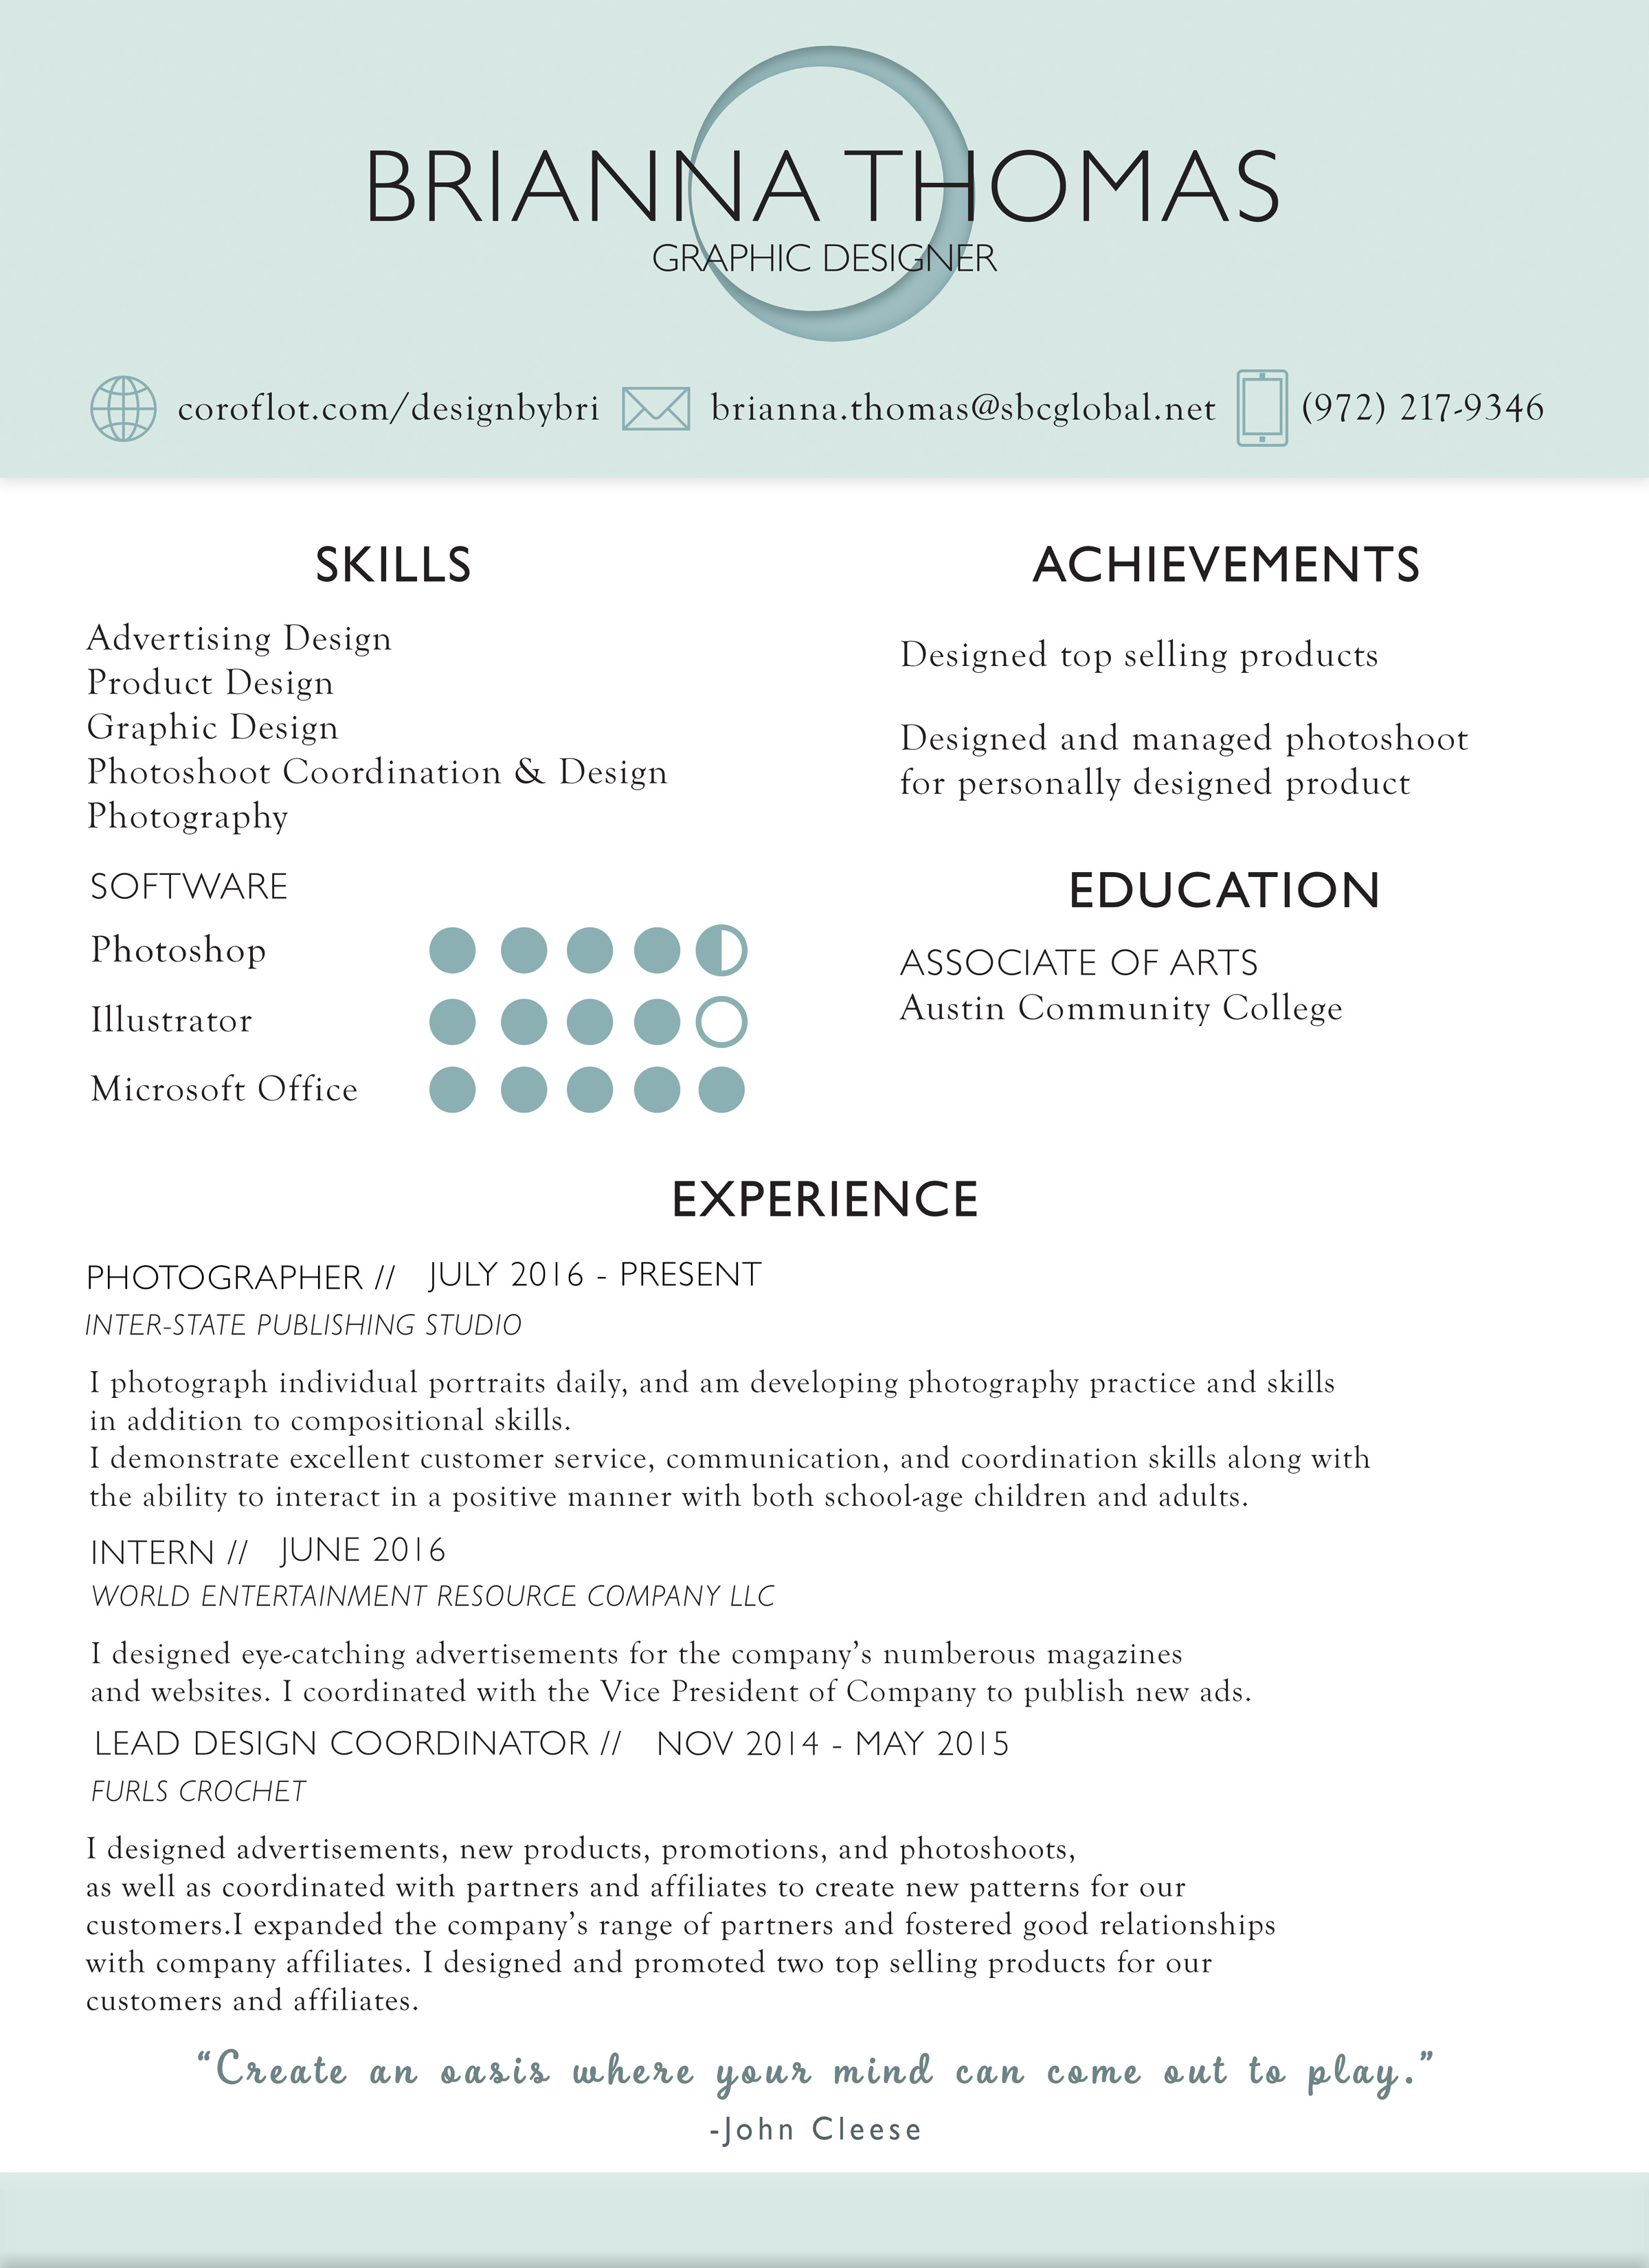 BRIANNA THOMAS
GRAPHIC DESIGNER
coroflot.com/designbybri
brianna.thomas@sbcglobal.net
(972) 217-9346
SKILLS
Advertising Design
Product Design
Graphic Design
Photoshoot Coordination & Design
Photography
SOFTWARE
Photoshop
Illustrator
Microsoft Office
ACHIEVEMENTS
Designed top selling products
Designed and managed photoshoot
for personally designed product
EDUCATION
ASSOCIATE OF ARTS
Austin Community College
EXPERIENCE
PHOTOGRAPHER // JULY 2016 - PRESENT
INTER-STATE PUBLISHING STUDIO
I photograph individual portraits daily, and am developing photography practice and skills
in addition to compositional skills.
I demonstrate excellent customer service, communication, and coordination skills along with
the ability to interact in a positive manner with both school-age children and adults.
INTERN // JUNE 2016
WORLD ENTERTAINMENT RESOURCE COMPANY LLC
I designed eye-catching advertisements for the company’s numberous magazines
and websites. I coordinated with the Vice President of Company to publish new ads.
LEAD DESIGN COORDINATOR // NOV 2014 - MAY 2015
FURLS CROCHET
I designed advertisements, new products, promotions, and photoshoots,
as well as coordinated with partners and affiliates to create new patterns for our
customers.I expanded the company’s range of partners and fostered good relationships
with company affiliates. I designed and promoted two top selling products for our
customers and affiliates.
“Create an oasis where your mind can come out to play.”
-John Cleese